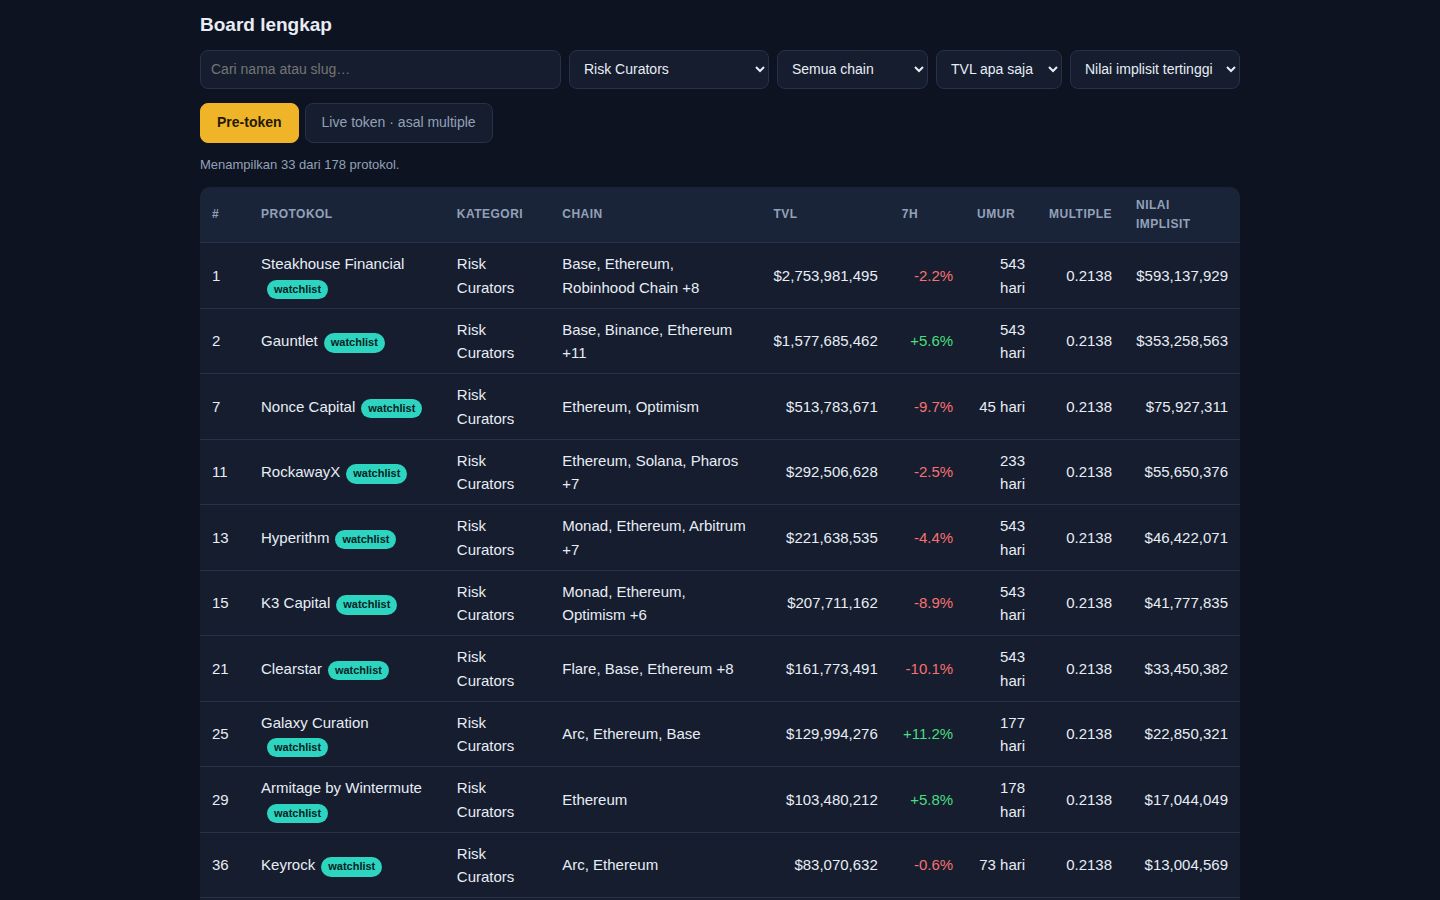 Board lengkap
Cari nama atau slug… Risk Curators Semua chain TVL apa saja Nilai implisit tertinggi
Pre-token Live token · asal multiple
Menampilkan 33 dari 178 protokol.
# PROTOKOL KATEGORI CHAIN TVL 7H UMUR MULTIPLE NILAI IMPLISIT
1 Steakhouse Financial watchlist Risk Curators Base, Ethereum, Robinhood Chain +8 $2,753,981,495 -2.2% 543 hari 0.2138 $593,137,929
2 Gauntlet watchlist Risk Curators Base, Binance, Ethereum +11 $1,577,685,462 +5.6% 543 hari 0.2138 $353,258,563
7 Nonce Capital watchlist Risk Curators Ethereum, Optimism $513,783,671 -9.7% 45 hari 0.2138 $75,927,311
11 RockawayX watchlist Risk Curators Ethereum, Solana, Pharos +7 $292,506,628 -2.5% 233 hari 0.2138 $55,650,376
13 Hyperithm watchlist Risk Curators Monad, Ethereum, Arbitrum +7 $221,638,535 -4.4% 543 hari 0.2138 $46,422,071
15 K3 Capital watchlist Risk Curators Monad, Ethereum, Optimism +6 $207,711,162 -8.9% 543 hari 0.2138 $41,777,835
21 Clearstar watchlist Risk Curators Flare, Base, Ethereum +8 $161,773,491 -10.1% 543 hari 0.2138 $33,450,382
25 Galaxy Curation watchlist Risk Curators Arc, Ethereum, Base $129,994,276 +11.2% 177 hari 0.2138 $22,850,321
29 Armitage by Wintermute watchlist Risk Curators Ethereum $103,480,212 +5.8% 178 hari 0.2138 $17,044,049
36 Keyrock watchlist Risk Curators Arc, Ethereum $83,070,632 -0.6% 73 hari 0.2138 $13,004,569